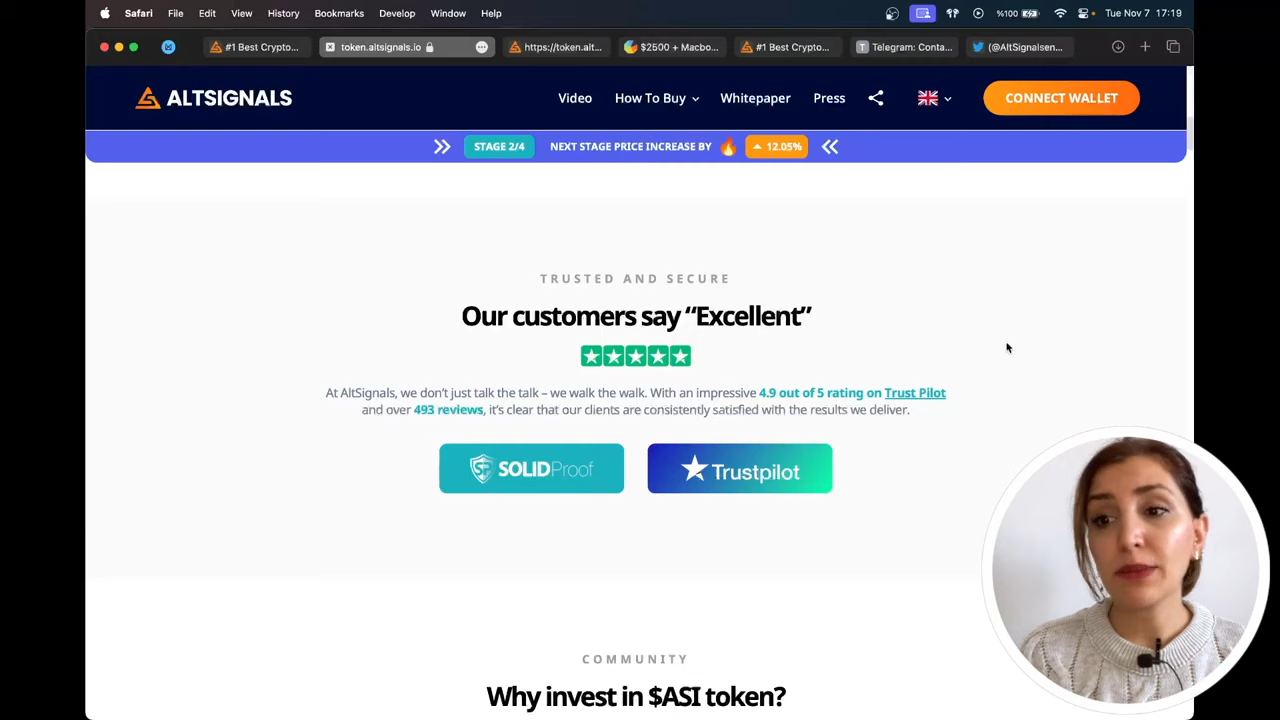 Safari File Edit View History Bookmarks Develop Window Help %100 Tue Nov 7 17:19
#1 Best Crypto... token.altsignals.io https://token.alt... $2500 + Macbo... #1 Best Crypto... T Telegram: Conta... (@AltSignalsen...
ALTSIGNALS Video How To Buy Whitepaper Press CONNECT WALLET
STAGE 2/4 NEXT STAGE PRICE INCREASE BY 12.05%
TRUSTED AND SECURE
Our customers say “Excellent”
At AltSignals, we don’t just talk the talk – we walk the walk. With an impressive 4.9 out of 5 rating on Trust Pilot
and over 493 reviews, it’s clear that our clients are consistently satisfied with the results we deliver.
SF SOLIDProof Trustpilot
COMMUNITY
Why invest in $ASI token?